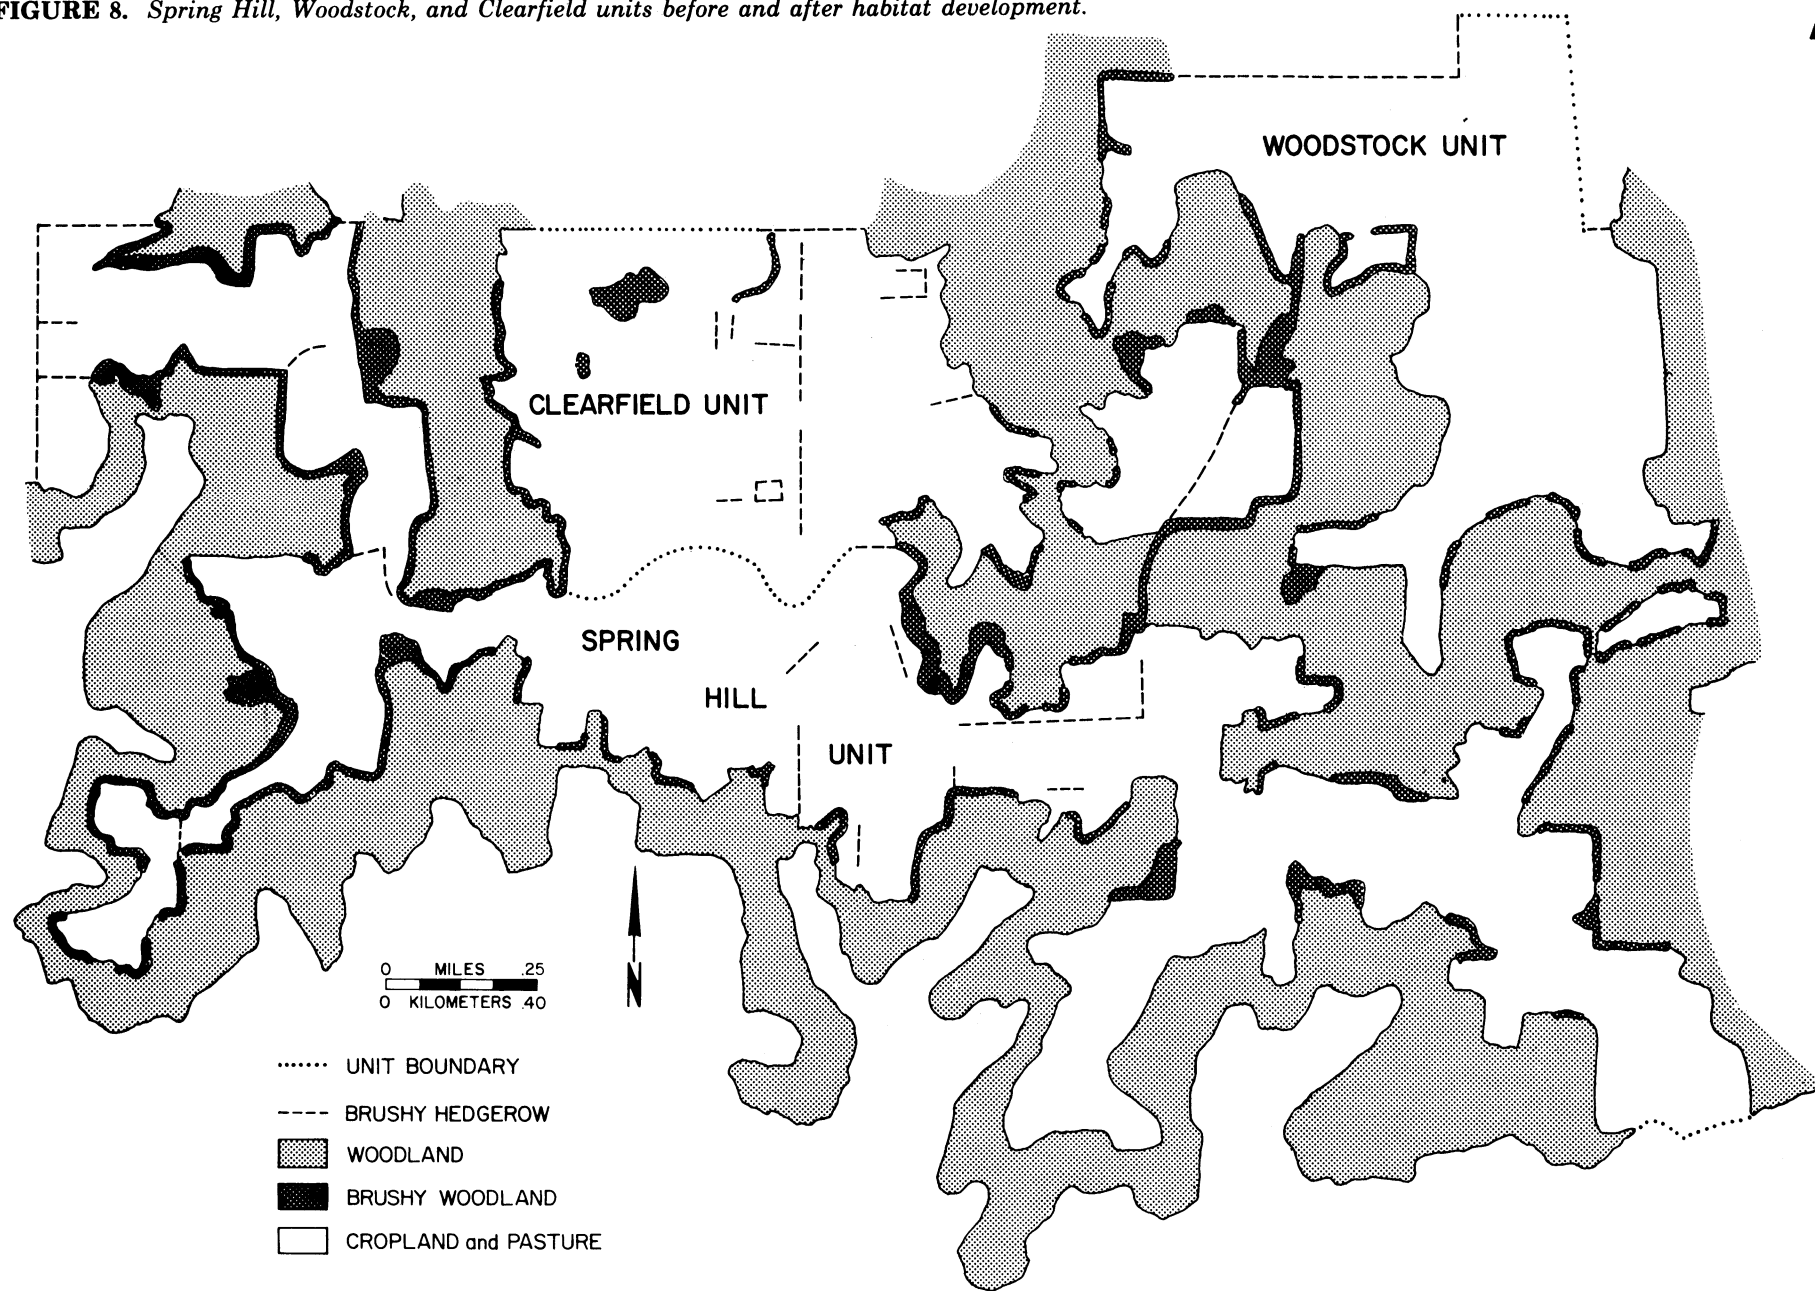 FIGURE 8. Spring Hill, Woodstock, and Clearfield units before and after habitat development.
WOODSTOCK UNIT
CLEARFIELD UNIT
SPRING
HILL
UNIT
0 MILES .25
0 KILOMETERS .40
N
UNIT BOUNDARY
BRUSHY HEDGEROW
WOODLAND
BRUSHY WOODLAND
CROPLAND and PASTURE